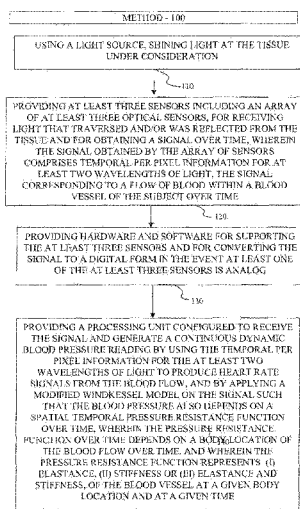 METHOD - 100
USING A LIGHT SOURCE, SHINING LIGHT AT THE TISSUE
UNDER CONSIDERATION
110
PROVIDING AT LEAST THREE SENSORS INCLUDING AN ARRAY
OF AT LEAST THREE OPTICAL SENSORS, FOR RECEIVING
LIGHT THAT TRAVERSED AND/OR WAS REFLECTED FROM THE
TISSUE AND FOR OBTAINING A SIGNAL OVER TIME, WHEREIN
THE SIGNAL OBTAINED BY THE ARRAY OF SENSORS
COMPRISES TEMPORAL PER PIXEL INFORMATION FOR AT
LEAST TWO WAVELENGTHS OF LIGHT, THE SIGNAL
CORRESPONDING TO A FLOW OF BLOOD WITHIN A BLOOD
VESSEL OF THE SUBJECT OVER TIME
120
PROVIDING HARDWARE AND SOFTWARE FOR SUPPORTING
THE AT LEAST THREE SENSORS AND FOR CONVERTING THE
SIGNAL TO A DIGITAL FORM IN THE EVENT AT LEAST ONE
OF THE AT LEAST THREE SENSORS IS ANALOG
130
PROVIDING A PROCESSING UNIT CONFIGURED TO RECEIVE
THE SIGNAL AND GENERATE A CONTINUOUS DYNAMIC
BLOOD PRESSURE READING BY USING THE TEMPORAL PER
PIXEL INFORMATION FOR THE AT LEAST TWO
WAVELENGTHS OF LIGHT TO PRODUCE HEART RATE
SIGNALS FROM THE BLOOD FLOW, AND BY APPLYING A
MODIFIED WINDKESSEL MODEL ON THE SIGNAL SUCH
THAT THE BLOOD PRESSURE ALSO DEPENDS ON A
SPATIAL TEMPORAL PRESSURE RESISTANCE FUNCTION
OVER TIME, WHEREIN THE PRESSURE RESISTANCE
FUNCTION OVER TIME DEPENDS ON A BODY LOCATION
OF THE BLOOD FLOW OVER TIME, AND WHEREIN THE
PRESSURE RESISTANCE FUNCTION REPRESENTS (I)
ELASTANCE, (II) STIFFNESS OR (III) ELASTANCE AND
STIFFNESS, OF THE BLOOD VESSEL AT A GIVEN BODY
LOCATION AND AT A GIVEN TIME